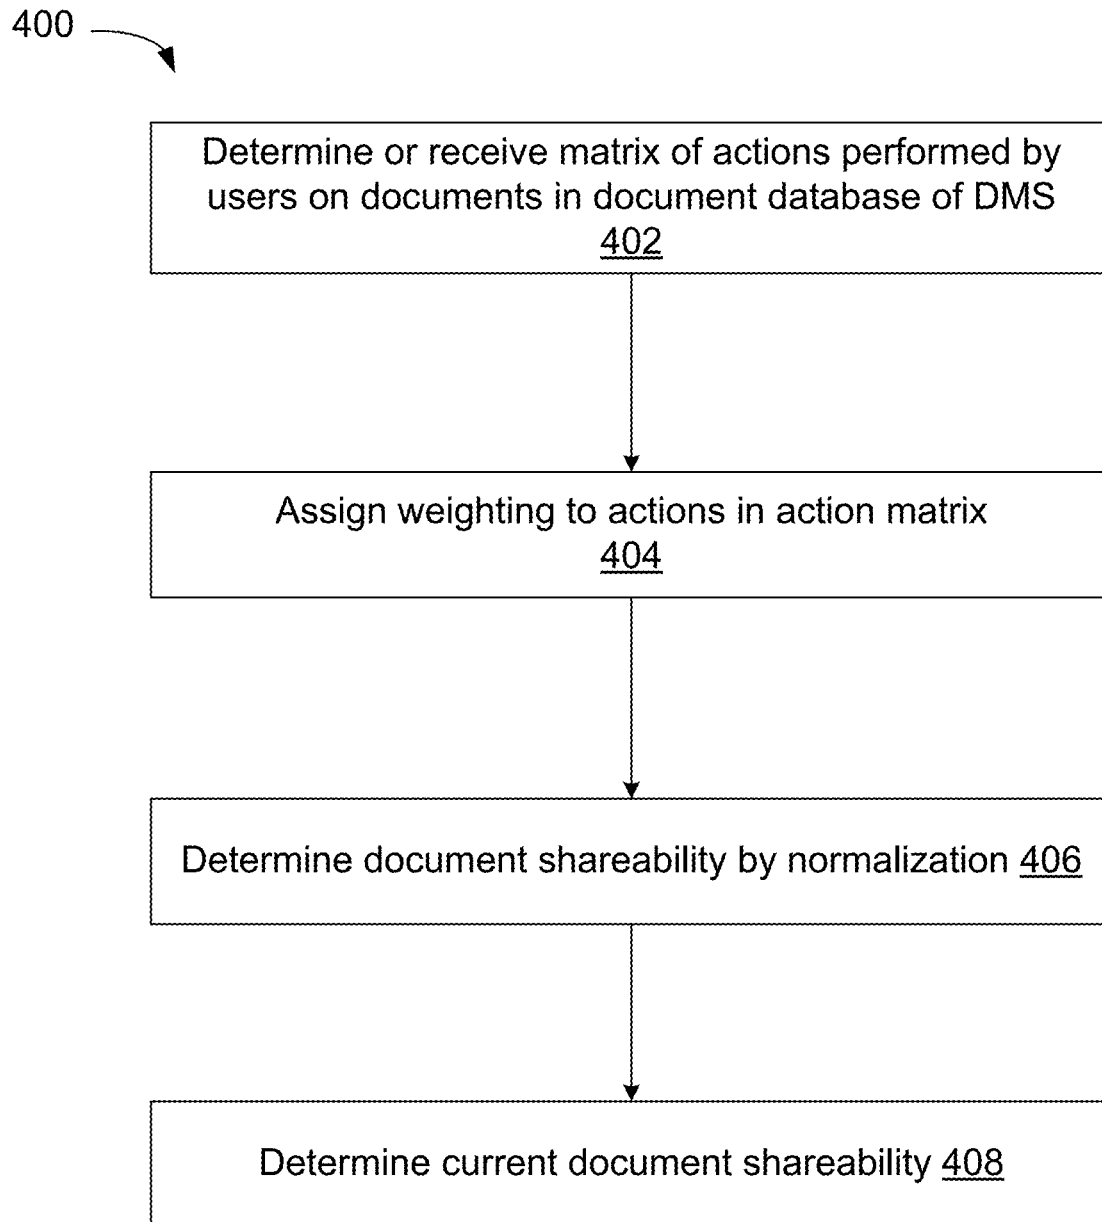 400
Determine or receive matrix of actions performed by
users on documents in document database of DMS
402
Assign weighting to actions in action matrix
404
Determine document shareability by normalization 406
Determine current document shareability 408